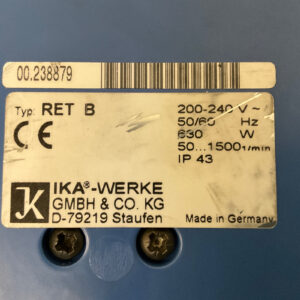 00.238879
Typ: RET B
200-240 V ~
50/60 Hz
630 W
50...1500 1/min
IP 43
CE
IKA®-WERKE
GMBH & CO. KG
D-79219 Staufen
Made in Germany